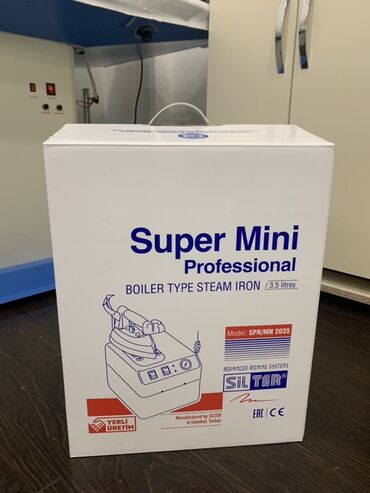 Super Mini
Professional
BOILER TYPE STEAM IRON / 3.5 litres
Model: SPR/MN 2035
ADVANCED IRONING SYSTEMS
SiLTER
YERLİ
ÜRETİM
Manufactured by SILTER
in Istanbul, Turkey
EAC CE